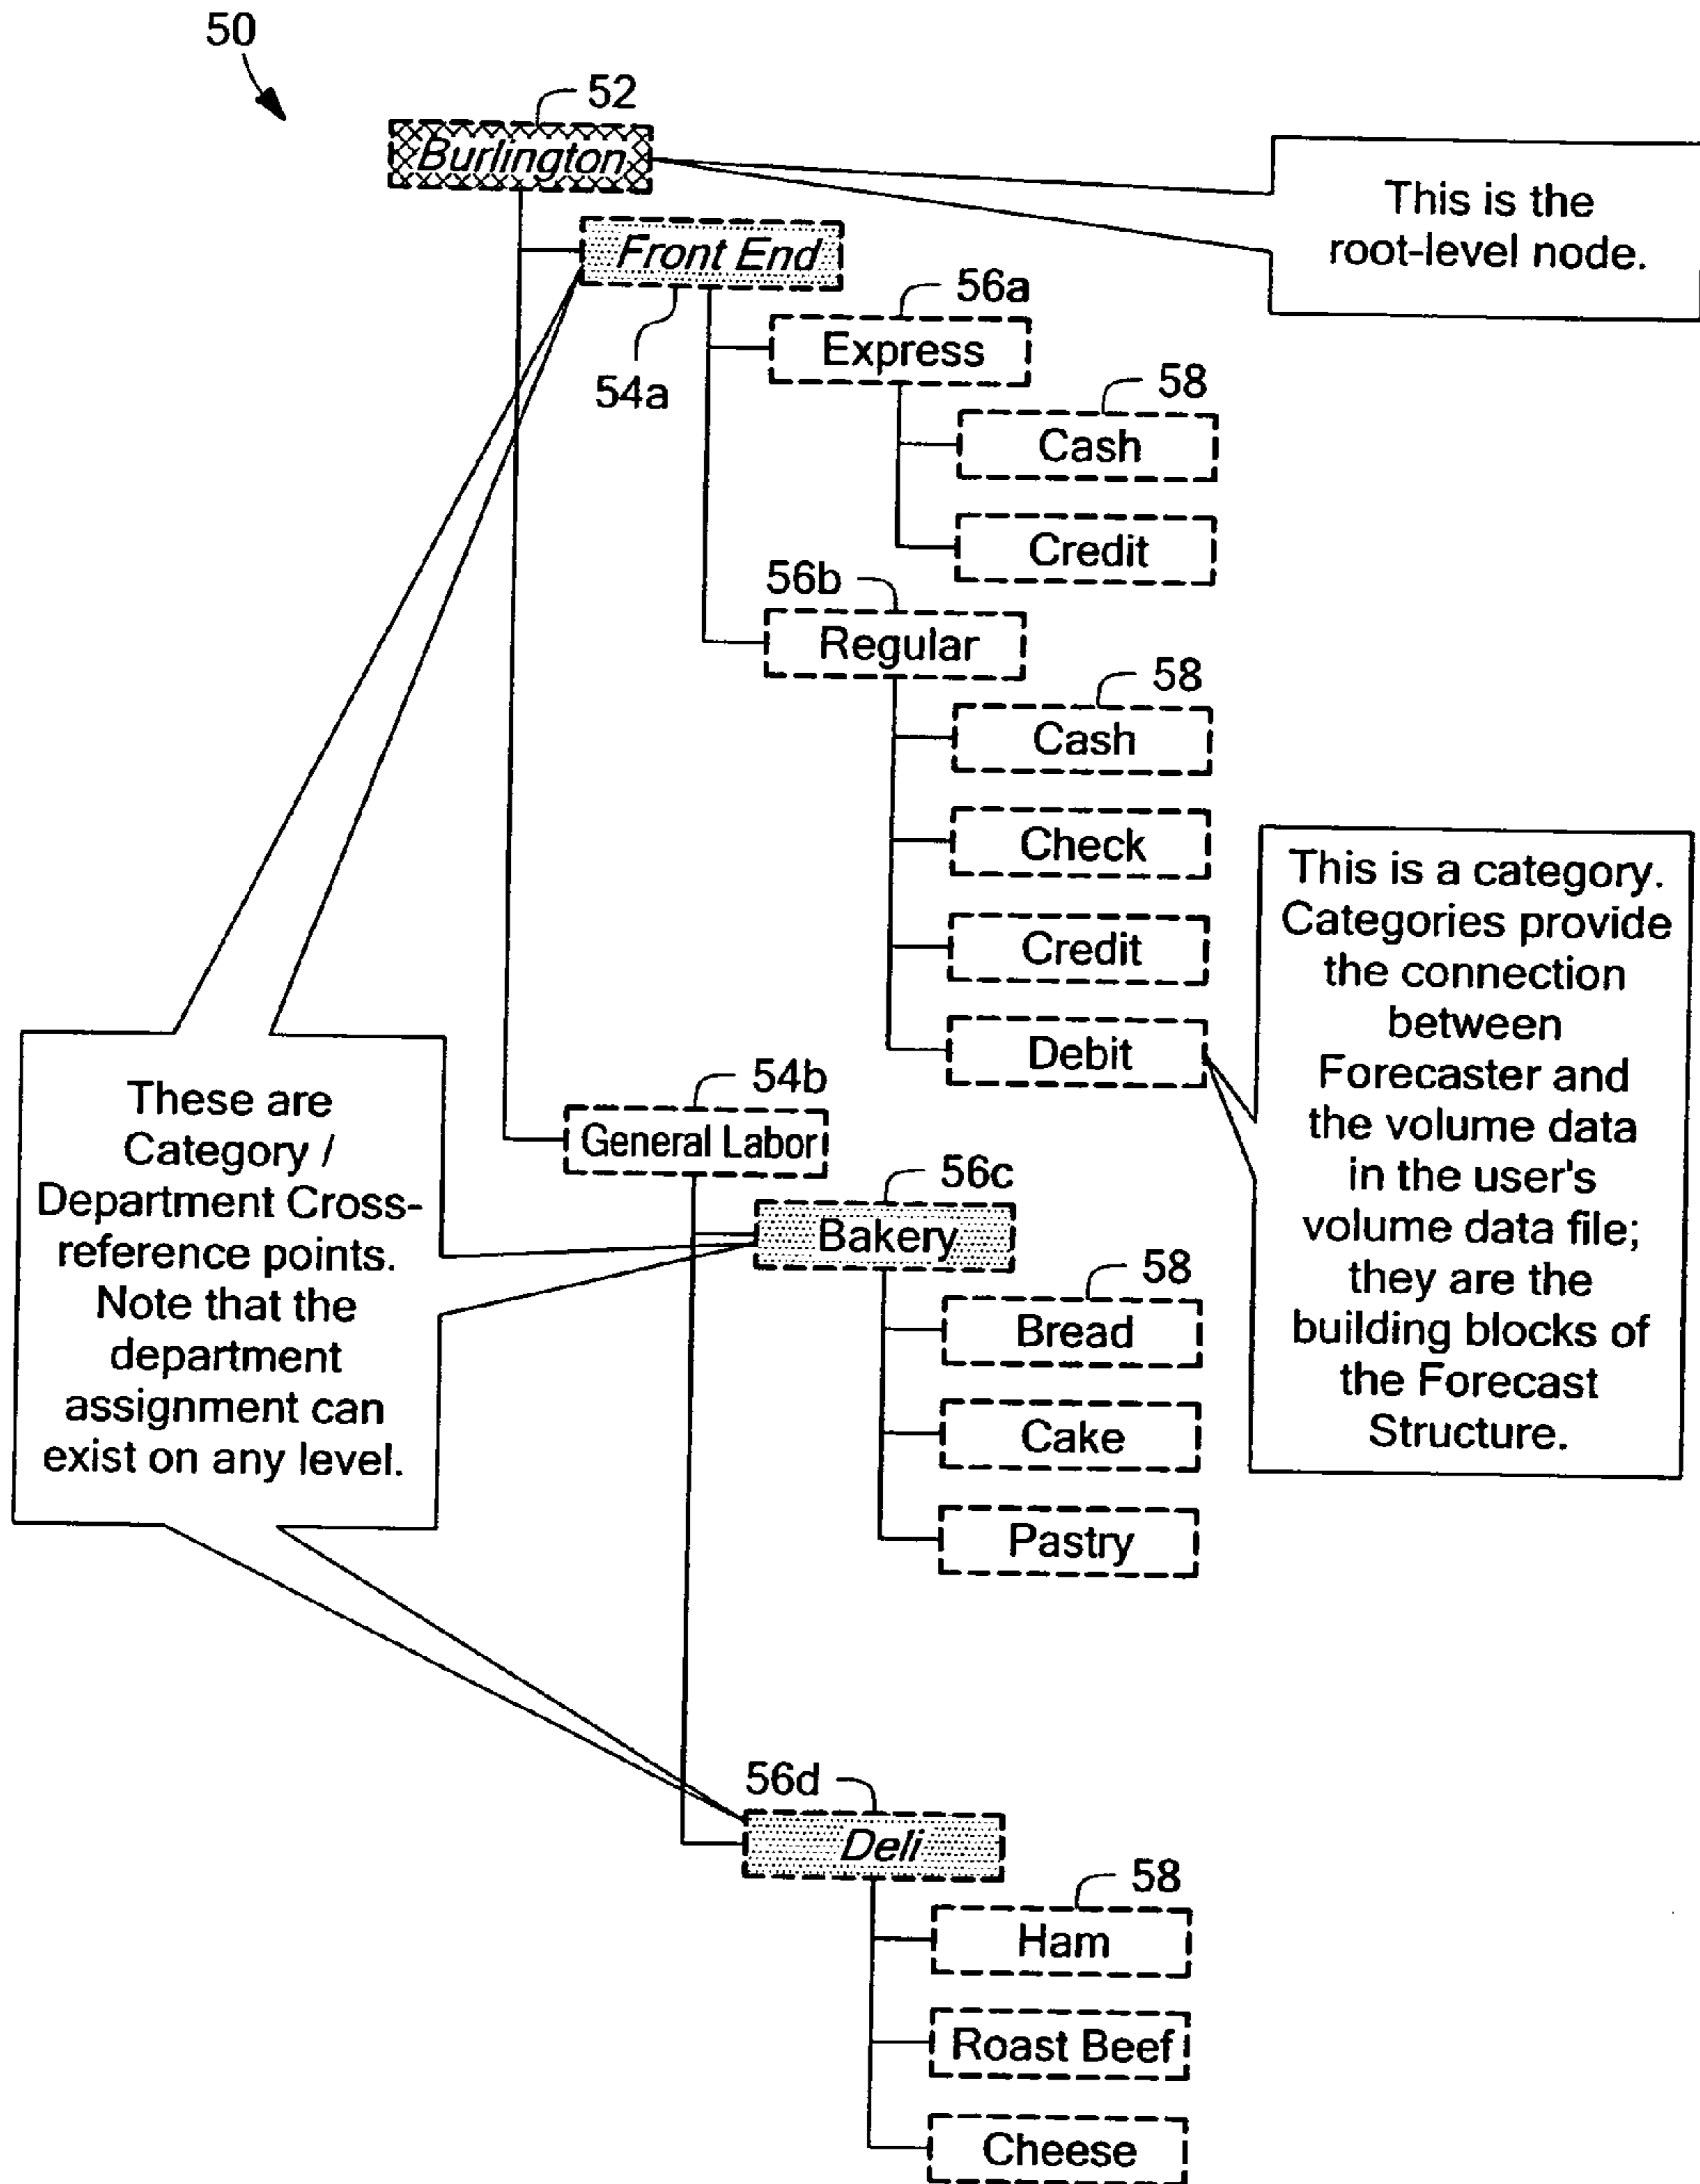 50
52
Burlington
This is the
root-level node.
Front End
54a
56a
Express
58
Cash
Credit
56b
Regular
58
Cash
Check
Credit
Debit
This is a category.
Categories provide
the connection
between
Forecaster and
the volume data
in the user's
volume data file;
they are the
building blocks of
the Forecast
Structure.
These are
Category /
Department Cross-
reference points.
Note that the
department
assignment can
exist on any level.
54b
General Labor
56c
Bakery
58
Bread
Cake
Pastry
56d
Deli
58
Ham
Roast Beef
Cheese